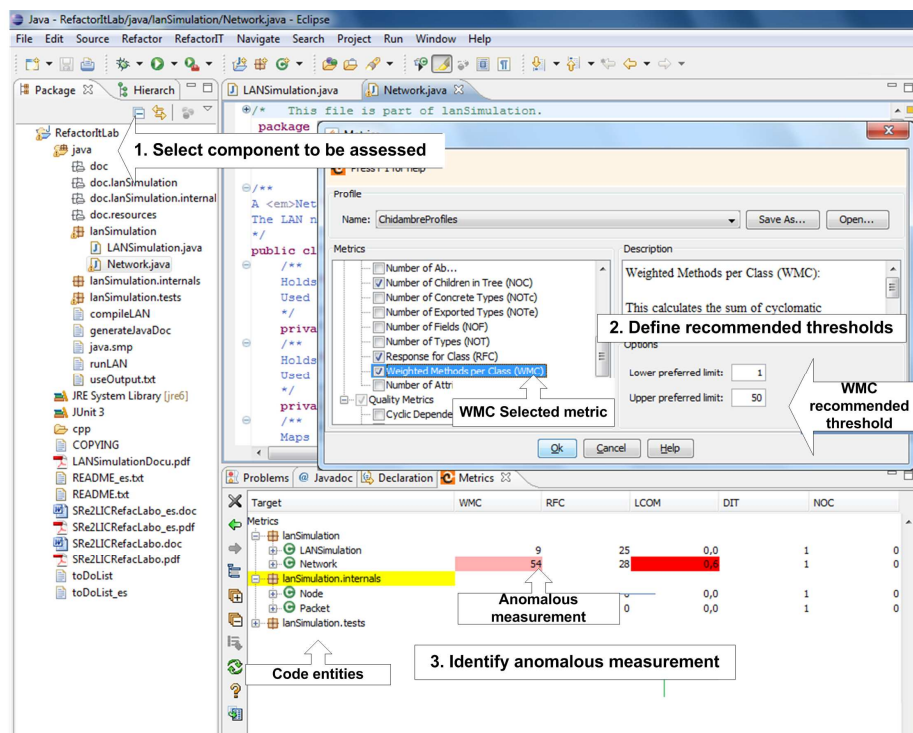 Java - RefactorItLab/java/lanSimulation/Network.java - Eclipse
File Edit Source Refactor RefactorIT Navigate Search Project Run Window Help
Package Hierarch
RefactorItLab
java
doc
doc.lanSimulation
doc.lanSimulation.internal
doc.resources
lanSimulation
LANSimulation.java
Network.java
lanSimulation.internals
lanSimulation.tests
compileLAN
generateJavaDoc
java.smp
runLAN
useOutput.txt
JRE System Library [jre6]
JUnit 3
cpp
COPYING
LANSimulationDocu.pdf
README_es.txt
README.txt
SRe2LICRefacLabo_es.doc
SRe2LICRefacLabo_es.pdf
SRe2LICRefacLabo.doc
SRe2LICRefacLabo.pdf
toDoList
toDoList_es
1. Select component to be assessed
LANSimulation.java Network.java
/* This file is part of lanSimulation.
package
/**
A <em>Net
The LAN n
*/
public cl
/**
Holds
Used
*/
priva
/**
Holds
Used
*/
priva
/**
Maps
Press F1 for help
Profile
Name: ChidambreProfiles Save As... Open...
Metrics
Number of Ab...
Number of Children in Tree (NOC)
Number of Concrete Types (NOTc)
Number of Exported Types (NOTe)
Number of Fields (NOF)
Number of Types (NOT)
Response for Class (RFC)
Weighted Methods per Class (WMC)
Number of Attri
Quality Metrics
Cyclic Depende
WMC Selected metric
Description
Weighted Methods per Class (WMC):
This calculates the sum of cyclomatic
2. Define recommended thresholds
Options
Lower preferred limit: 1
Upper preferred limit: 50
WMC
recommended
threshold
Ok Cancel Help
Problems @ Javadoc Declaration Metrics
Target WMC RFC LCOM DIT NOC
Metrics
lanSimulation
LANSimulation 9 25 0,0 1 0
Network 54 28 0,6 1 0
lanSimulation.internals
Node 0,0 1 0
Packet 0 0,0 1 0
lanSimulation.tests
Anomalous
measurement
Code entities
3. Identify anomalous measurement